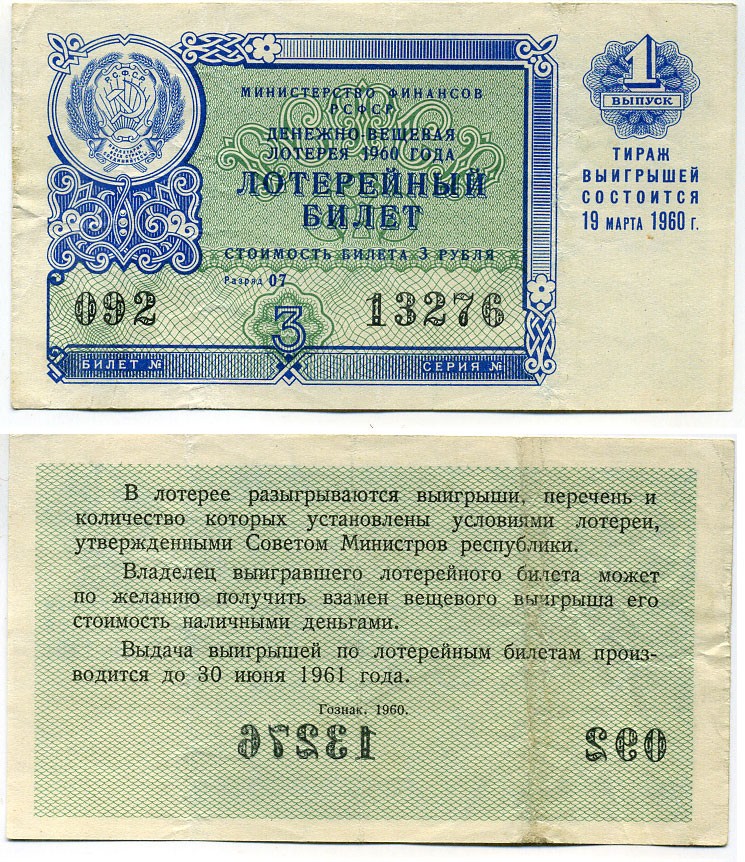 РСФСР
МИНИСТЕРСТВО ФИНАНСОВ
РСФСР
ДЕНЕЖНО-ВЕЩЕВАЯ
ЛОТЕРЕЯ 1960 ГОДА
ЛОТЕРЕЙНЫЙ
БИЛЕТ
СТОИМОСТЬ БИЛЕТА 3 РУБЛЯ
Разряд 07
092
3
13276
БИЛЕТ №
СЕРИЯ №
1
ВЫПУСК
ТИРАЖ
ВЫИГРЫШЕЙ
СОСТОИТСЯ
19 МАРТА 1960 г.
В лотерее разыгрываются выигрыши, перечень и
количество которых установлены условиями лотереи,
утвержденными Советом Министров республики.
Владелец выигравшего лотерейного билета может
по желанию получить взамен вещевого выигрыша его
стоимость наличными деньгами.
Выдача выигрышей по лотерейным билетам произ-
водится до 30 июня 1961 года.
Гознак. 1960.
13276
092